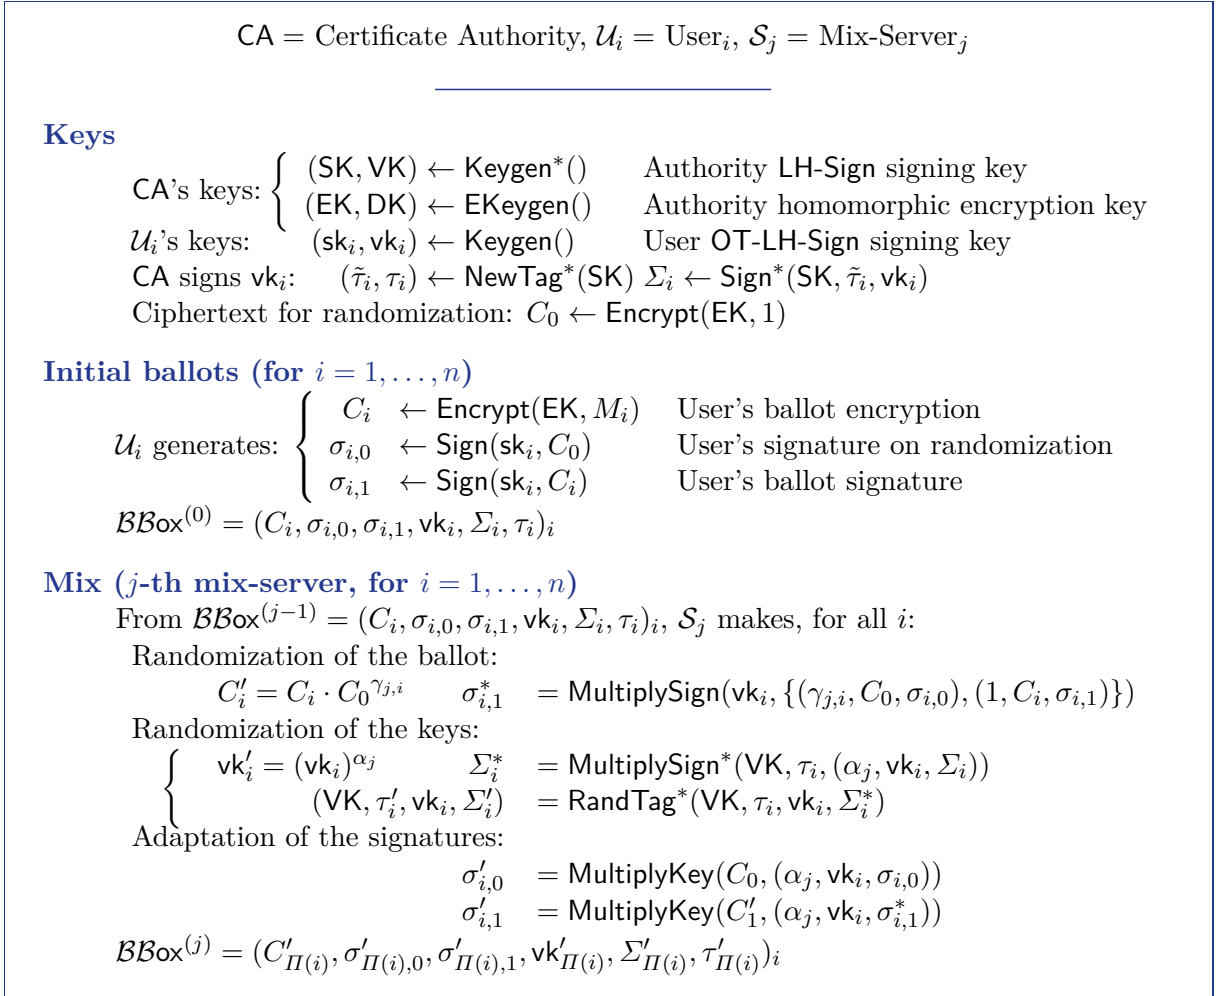 CA = Certificate Authority, 𝒰ᵢ = Userᵢ, 𝒮ⱼ = Mix-Serverⱼ
Keys
CA's keys: { (SK, VK) ← Keygen*() Authority LH-Sign signing key
(EK, DK) ← EKeygen() Authority homomorphic encryption key
𝒰ᵢ's keys: (skᵢ, vkᵢ) ← Keygen() User OT-LH-Sign signing key
CA signs vkᵢ: (τ̃ᵢ, τᵢ) ← NewTag*(SK) Σᵢ ← Sign*(SK, τ̃ᵢ, vkᵢ)
Ciphertext for randomization: C₀ ← Encrypt(EK, 1)
Initial ballots (for i = 1, . . . , n)
𝒰ᵢ generates: { Cᵢ ← Encrypt(EK, Mᵢ) User's ballot encryption
σᵢ,₀ ← Sign(skᵢ, C₀) User's signature on randomization
σᵢ,₁ ← Sign(skᵢ, Cᵢ) User's ballot signature
ℬℬox⁽⁰⁾ = (Cᵢ, σᵢ,₀, σᵢ,₁, vkᵢ, Σᵢ, τᵢ)ᵢ
Mix (j-th mix-server, for i = 1, . . . , n)
From ℬℬox⁽ʲ⁻¹⁾ = (Cᵢ, σᵢ,₀, σᵢ,₁, vkᵢ, Σᵢ, τᵢ)ᵢ, 𝒮ⱼ makes, for all i:
Randomization of the ballot:
C′ᵢ = Cᵢ · C₀^{γⱼ,ᵢ} σ*ᵢ,₁ = MultiplySign(vkᵢ, {(γⱼ,ᵢ, C₀, σᵢ,₀), (1, Cᵢ, σᵢ,₁)})
Randomization of the keys:
{ vk′ᵢ = (vkᵢ)^{αⱼ} Σ*ᵢ = MultiplySign*(VK, τᵢ, (αⱼ, vkᵢ, Σᵢ))
(VK, τ′ᵢ, vkᵢ, Σ′ᵢ) = RandTag*(VK, τᵢ, vkᵢ, Σ*ᵢ)
Adaptation of the signatures:
σ′ᵢ,₀ = MultiplyKey(C₀, (αⱼ, vkᵢ, σᵢ,₀))
σ′ᵢ,₁ = MultiplyKey(C′₁, (αⱼ, vkᵢ, σ*ᵢ,₁))
ℬℬox⁽ʲ⁾ = (C′_{Π(i)}, σ′_{Π(i),0}, σ′_{Π(i),1}, vk′_{Π(i)}, Σ′_{Π(i)}, τ′_{Π(i)})ᵢ